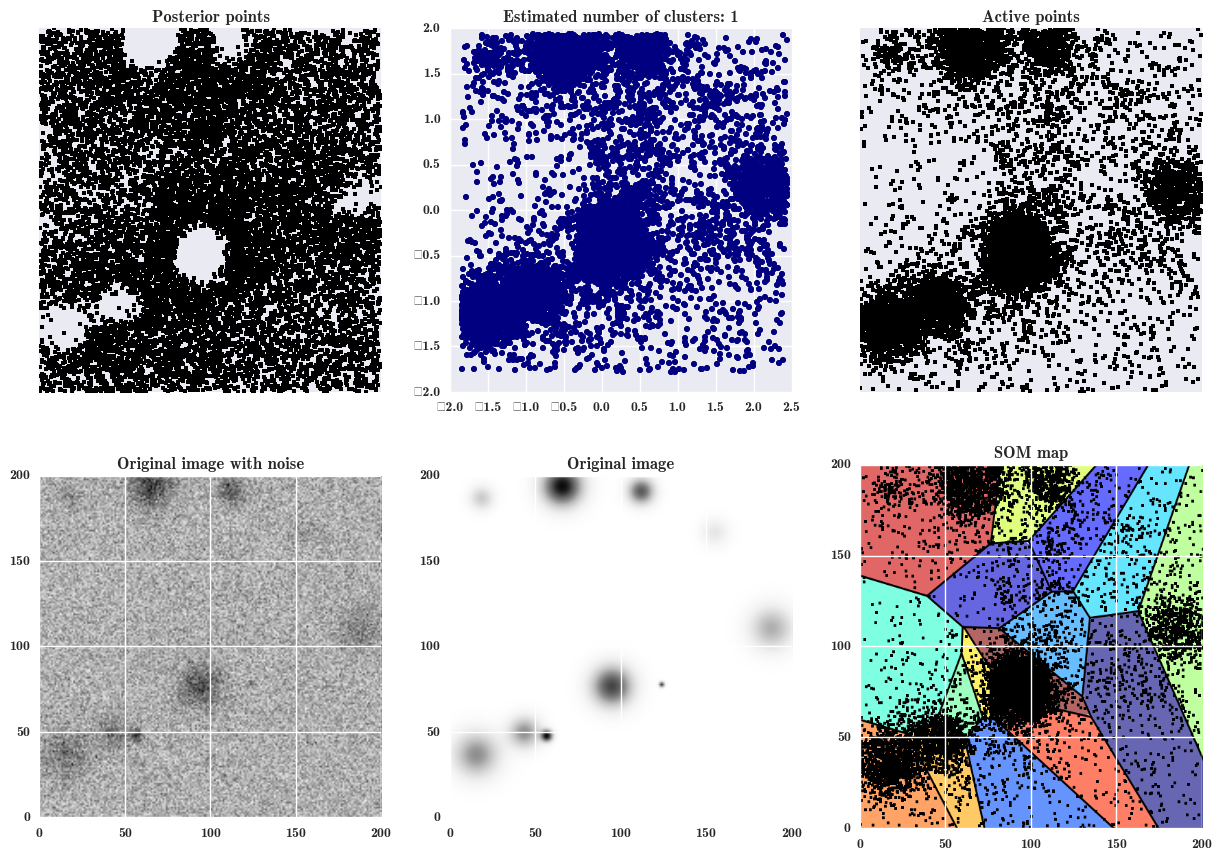 Posterior points
Estimated number of clusters: 1
Active points
2.0
1.5
1.0
0.5
0.0
□0.5
□1.0
□1.5
□2.0
□2.0 □1.5 □1.0 □0.5 0.0 0.5 1.0 1.5 2.0 2.5
Original image with noise
Original image
SOM map
200
150
100
50
0
0 50 100 150 200
200
150
100
50
0
0 50 100 150 200
200
150
100
50
0
0 50 100 150 200